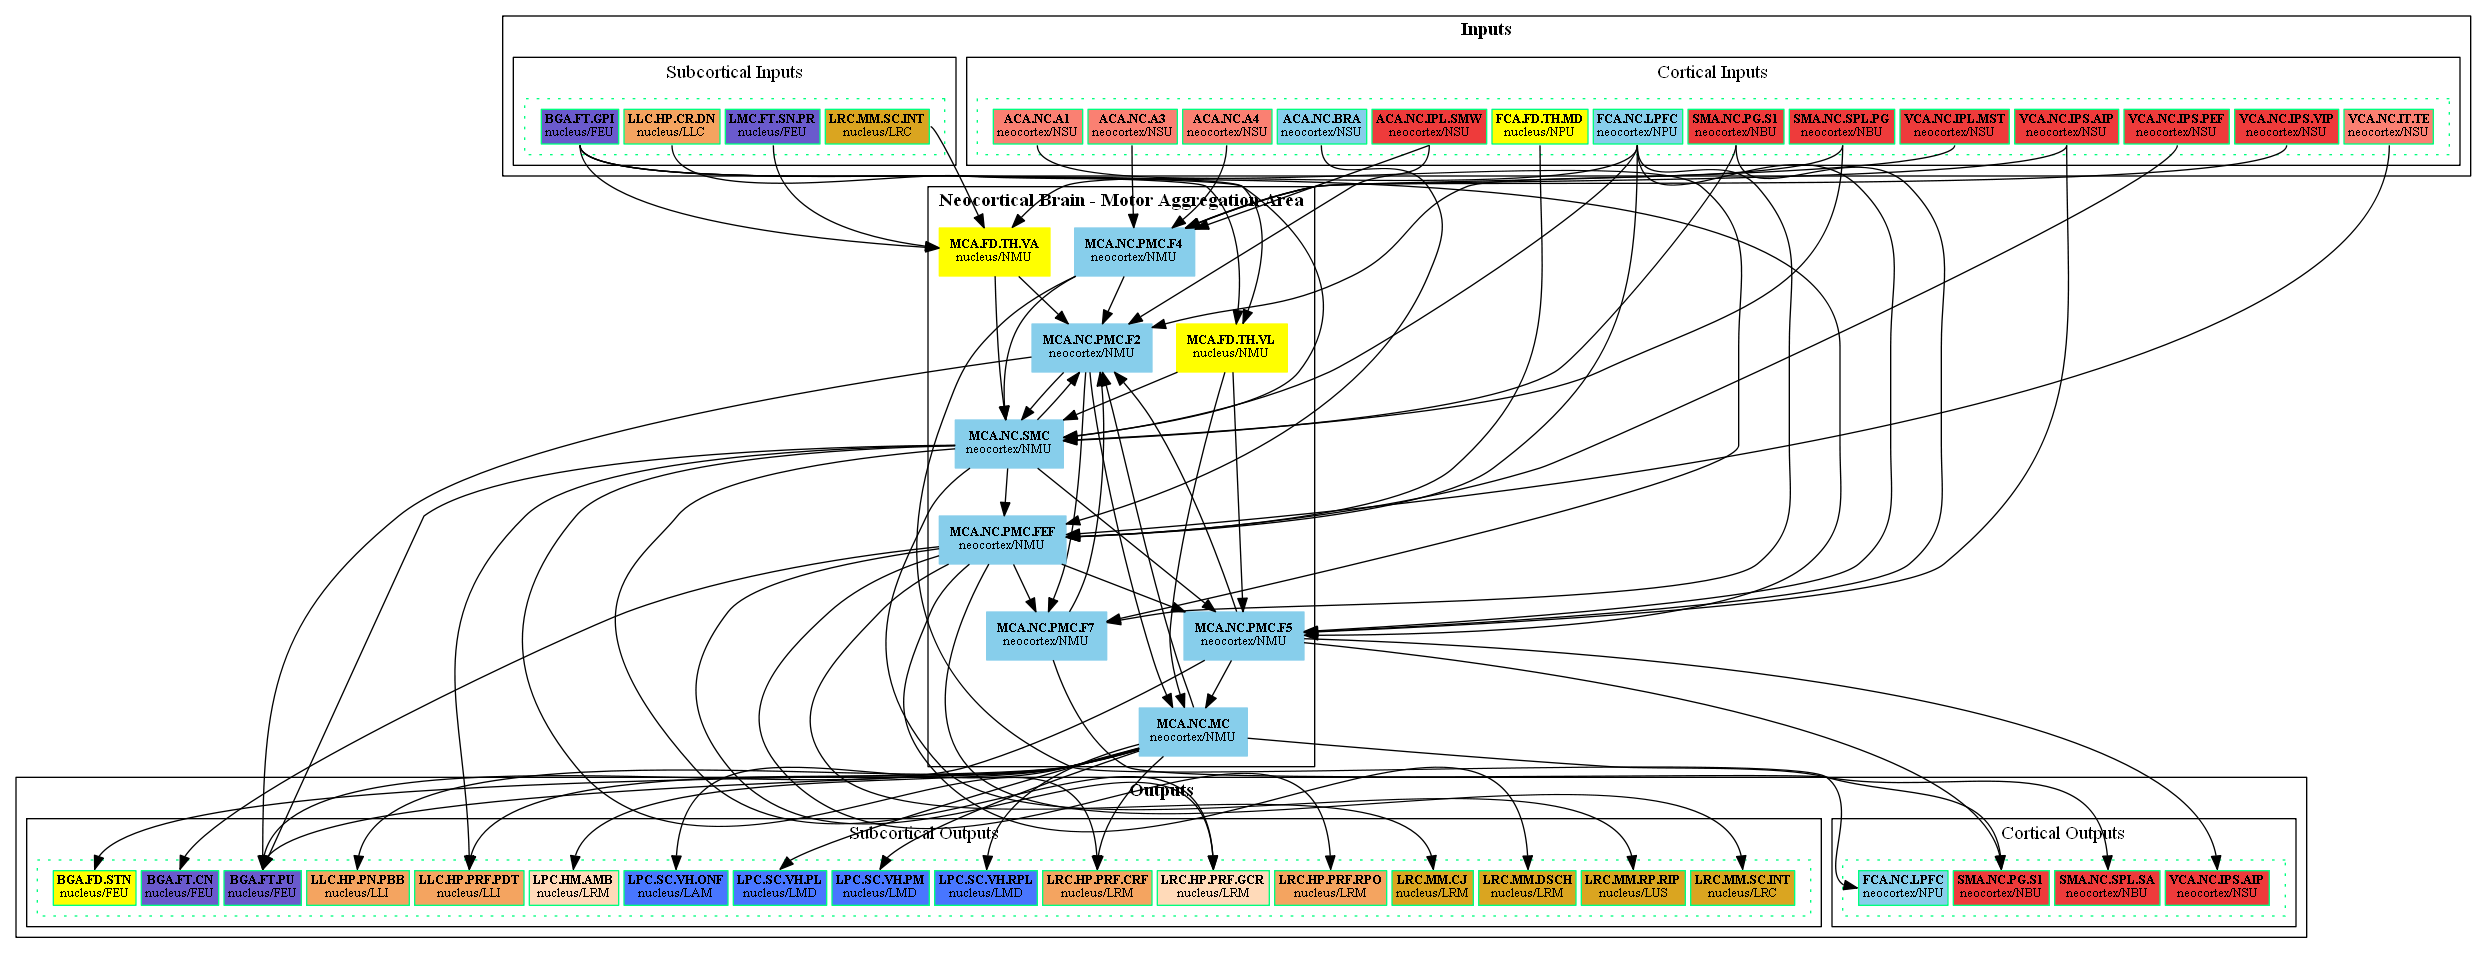 Inputs
Subcortical Inputs
Cortical Inputs
BGA.FT.GPI
nucleus/FEU
LLC.HP.CR.DN
nucleus/LLC
LMC.FT.SN.PR
nucleus/FEU
LRC.MM.SC.INT
nucleus/LRC
ACA.NC.A1
neocortex/NSU
ACA.NC.A3
neocortex/NSU
ACA.NC.A4
neocortex/NSU
ACA.NC.BRA
neocortex/NSU
ACA.NC.IPL.SMW
neocortex/NSU
FCA.FD.TH.MD
nucleus/NPU
FCA.NC.LPFC
neocortex/NPU
SMA.NC.PG.S1
neocortex/NBU
SMA.NC.SPL.PG
neocortex/NBU
VCA.NC.IPL.MST
neocortex/NSU
VCA.NC.IPS.AIP
neocortex/NSU
VCA.NC.IPS.PEF
neocortex/NSU
VCA.NC.IPS.VIP
neocortex/NSU
VCA.NC.IT.TE
neocortex/NSU
Neocortical Brain - Motor Aggregation Area
MCA.FD.TH.VA
nucleus/NMU
MCA.NC.PMC.F4
neocortex/NMU
MCA.NC.PMC.F2
neocortex/NMU
MCA.FD.TH.VL
nucleus/NMU
MCA.NC.SMC
neocortex/NMU
MCA.NC.PMC.FEF
neocortex/NMU
MCA.NC.PMC.F7
neocortex/NMU
MCA.NC.PMC.F5
neocortex/NMU
MCA.NC.MC
neocortex/NMU
Outputs
Subcortical Outputs
Cortical Outputs
BGA.FD.STN
nucleus/FEU
BGA.FT.CN
nucleus/FEU
BGA.FT.PU
nucleus/FEU
LLC.HP.PN.PBB
nucleus/LLI
LLC.HP.PRF.PDT
nucleus/LLI
LPC.HM.AMB
nucleus/LRM
LPC.SC.VH.ONF
nucleus/LAM
LPC.SC.VH.PL
nucleus/LMD
LPC.SC.VH.PM
nucleus/LMD
LPC.SC.VH.RPL
nucleus/LMD
LRC.HP.PRF.CRF
nucleus/LRM
LRC.HP.PRF.GCR
nucleus/LRM
LRC.HP.PRF.RPO
nucleus/LRM
LRC.MM.CJ
nucleus/LRM
LRC.MM.DSCH
nucleus/LRM
LRC.MM.RP.RIP
nucleus/LUS
LRC.MM.SC.INT
nucleus/LRC
FCA.NC.LPFC
neocortex/NPU
SMA.NC.PG.S1
neocortex/NBU
SMA.NC.SPL.SA
neocortex/NBU
VCA.NC.IPS.AIP
neocortex/NSU